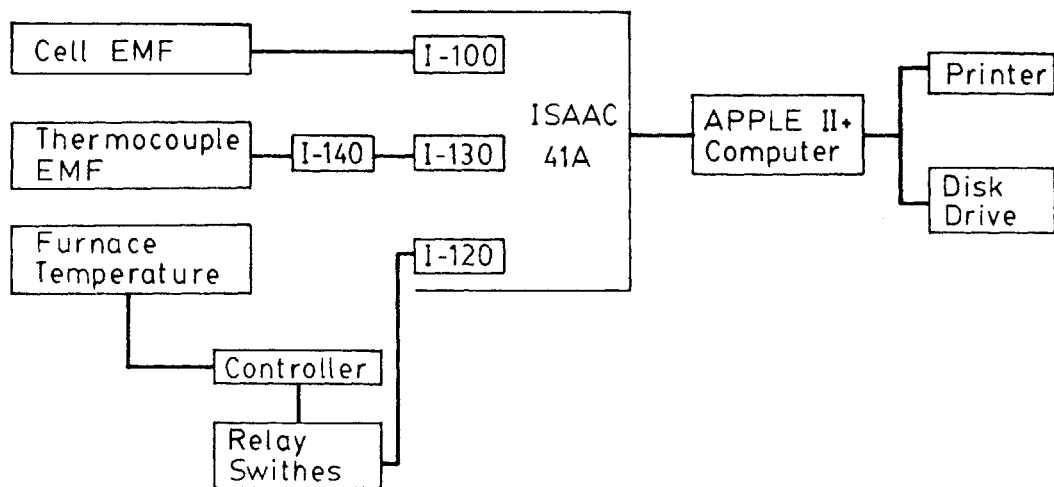 Cell EMF
I-100
Thermocouple
EMF
I-140
I-130
Furnace
Temperature
I-120
Controller
Relay
Swithes
ISAAC
41A
APPLE II+
Computer
Printer
Disk
Drive